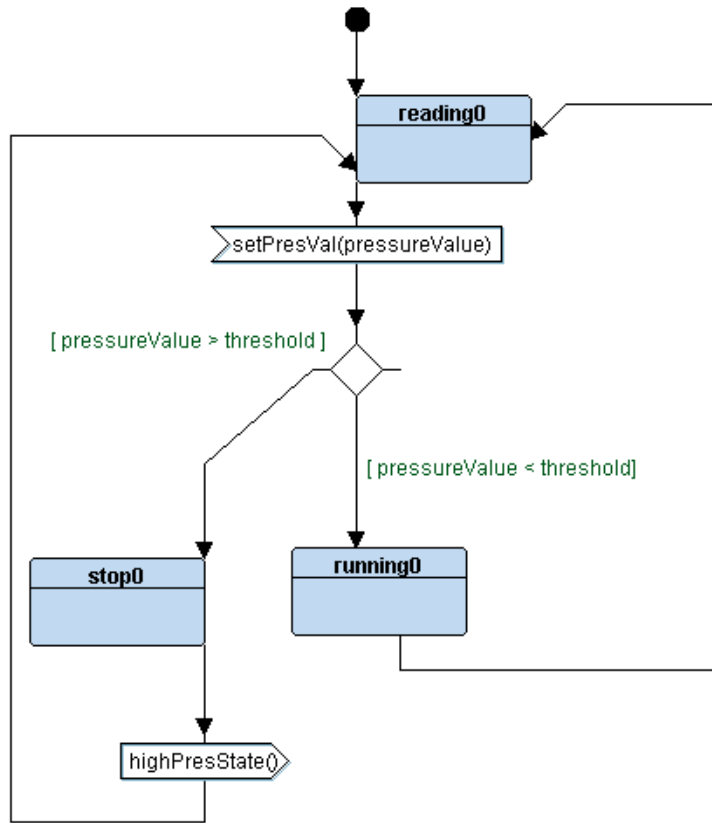 reading0
setPresVal(pressureValue)
[ pressureValue > threshold ]
[ pressureValue < threshold]
stop0
running0
highPresState()